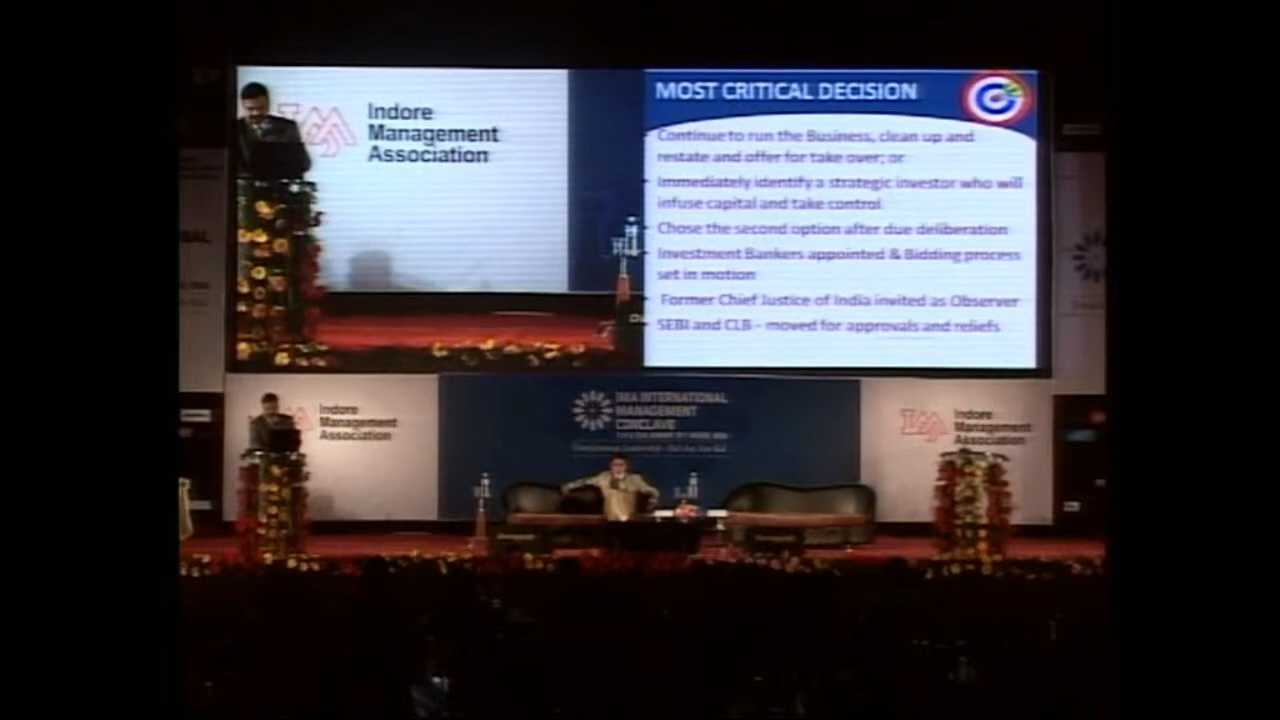 Indore
Management
Association
MOST CRITICAL DECISION
Continue to run the Business, clean up and
restate and offer for take over; or
Immediately identify a strategic investor who will
infuse capital and take control
Chose the second option after due deliberation
Investment Bankers appointed & Bidding process
set in motion
Former Chief Justice of India invited as Observer
SEBI and CLB - moved for approvals and reliefs
Indore
Management
Association
IMA INTERNATIONAL
MANAGEMENT
CONCLAVE
Indore
Management
Association